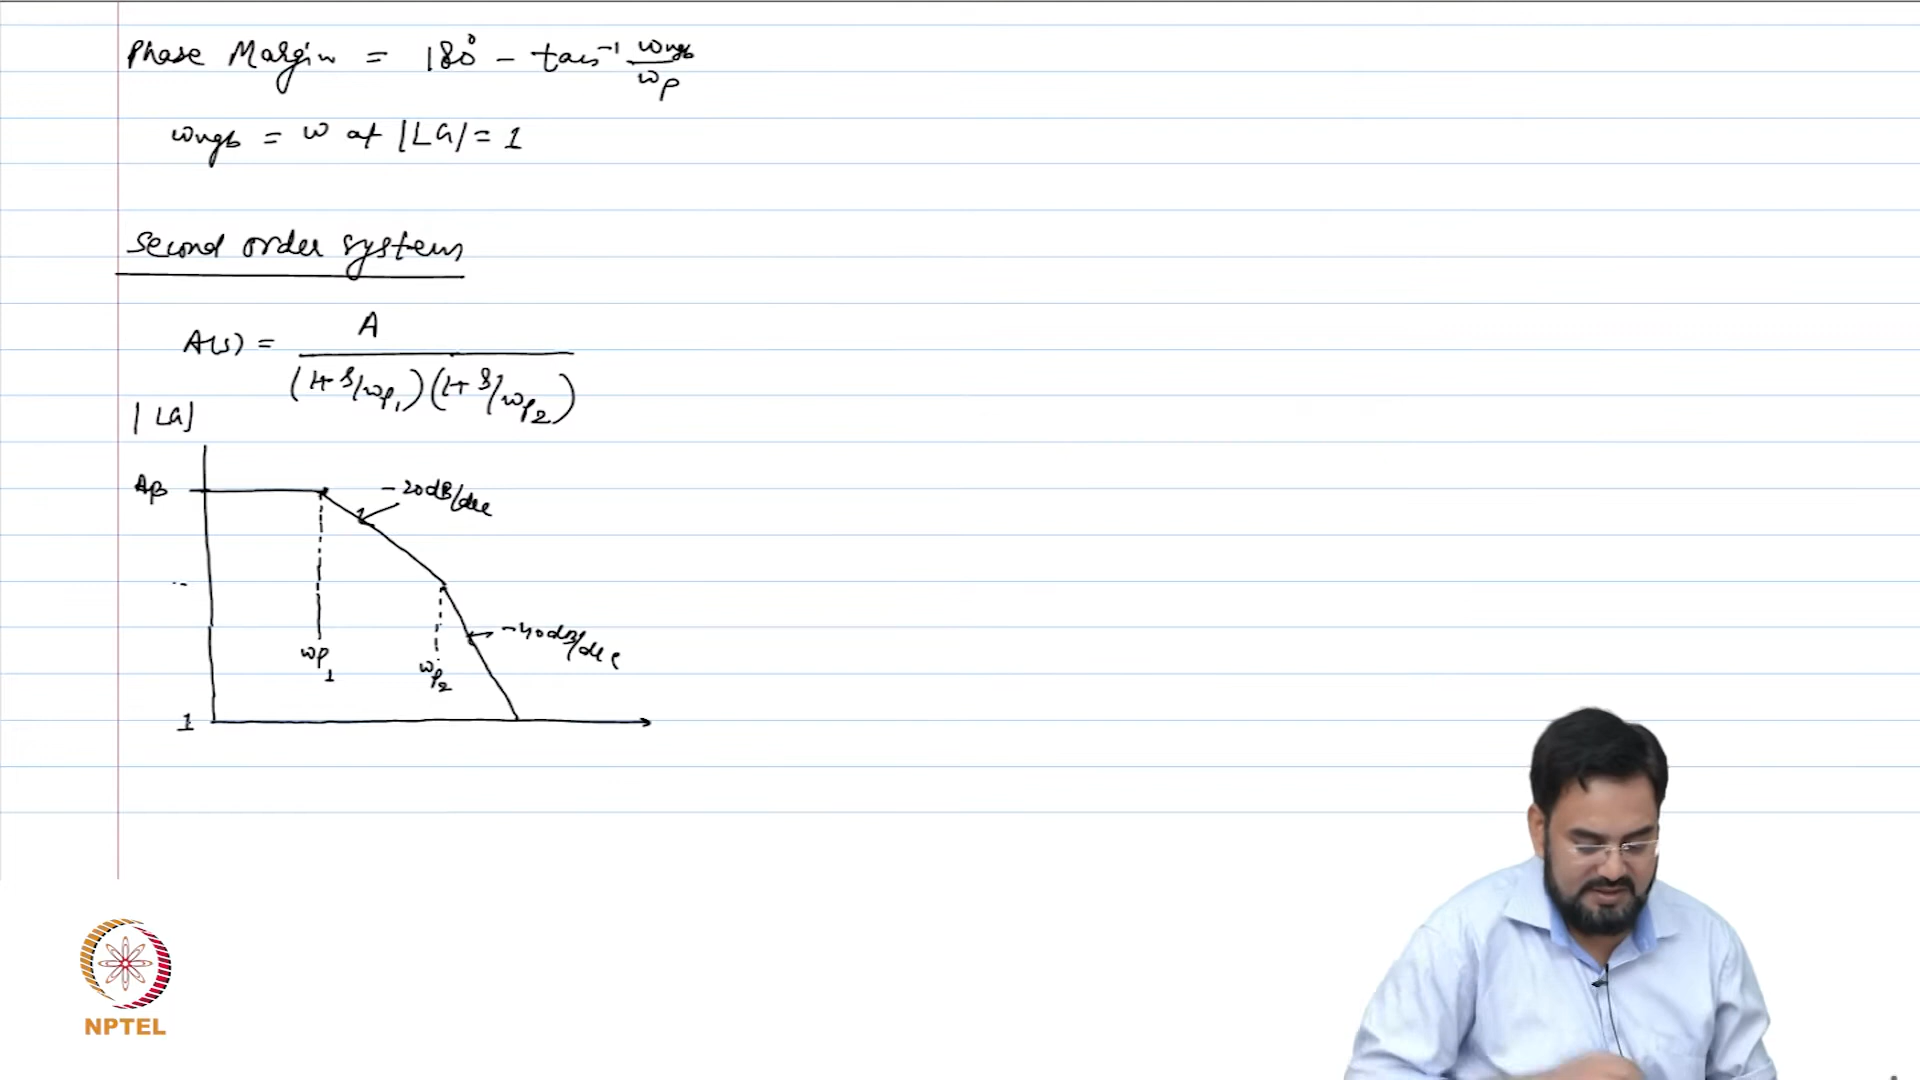 Phase Margin = 180° - tan⁻¹ ωugb/ωp
ωugb = ω at |LG| = 1
Second order system
A(s) = A/((1+s/ωp₁)(1+s/ωp₂))
|LG|
Aβ
-20dB/dec
-40dB/dec
ωp₁
ωp₂
1
NPTEL